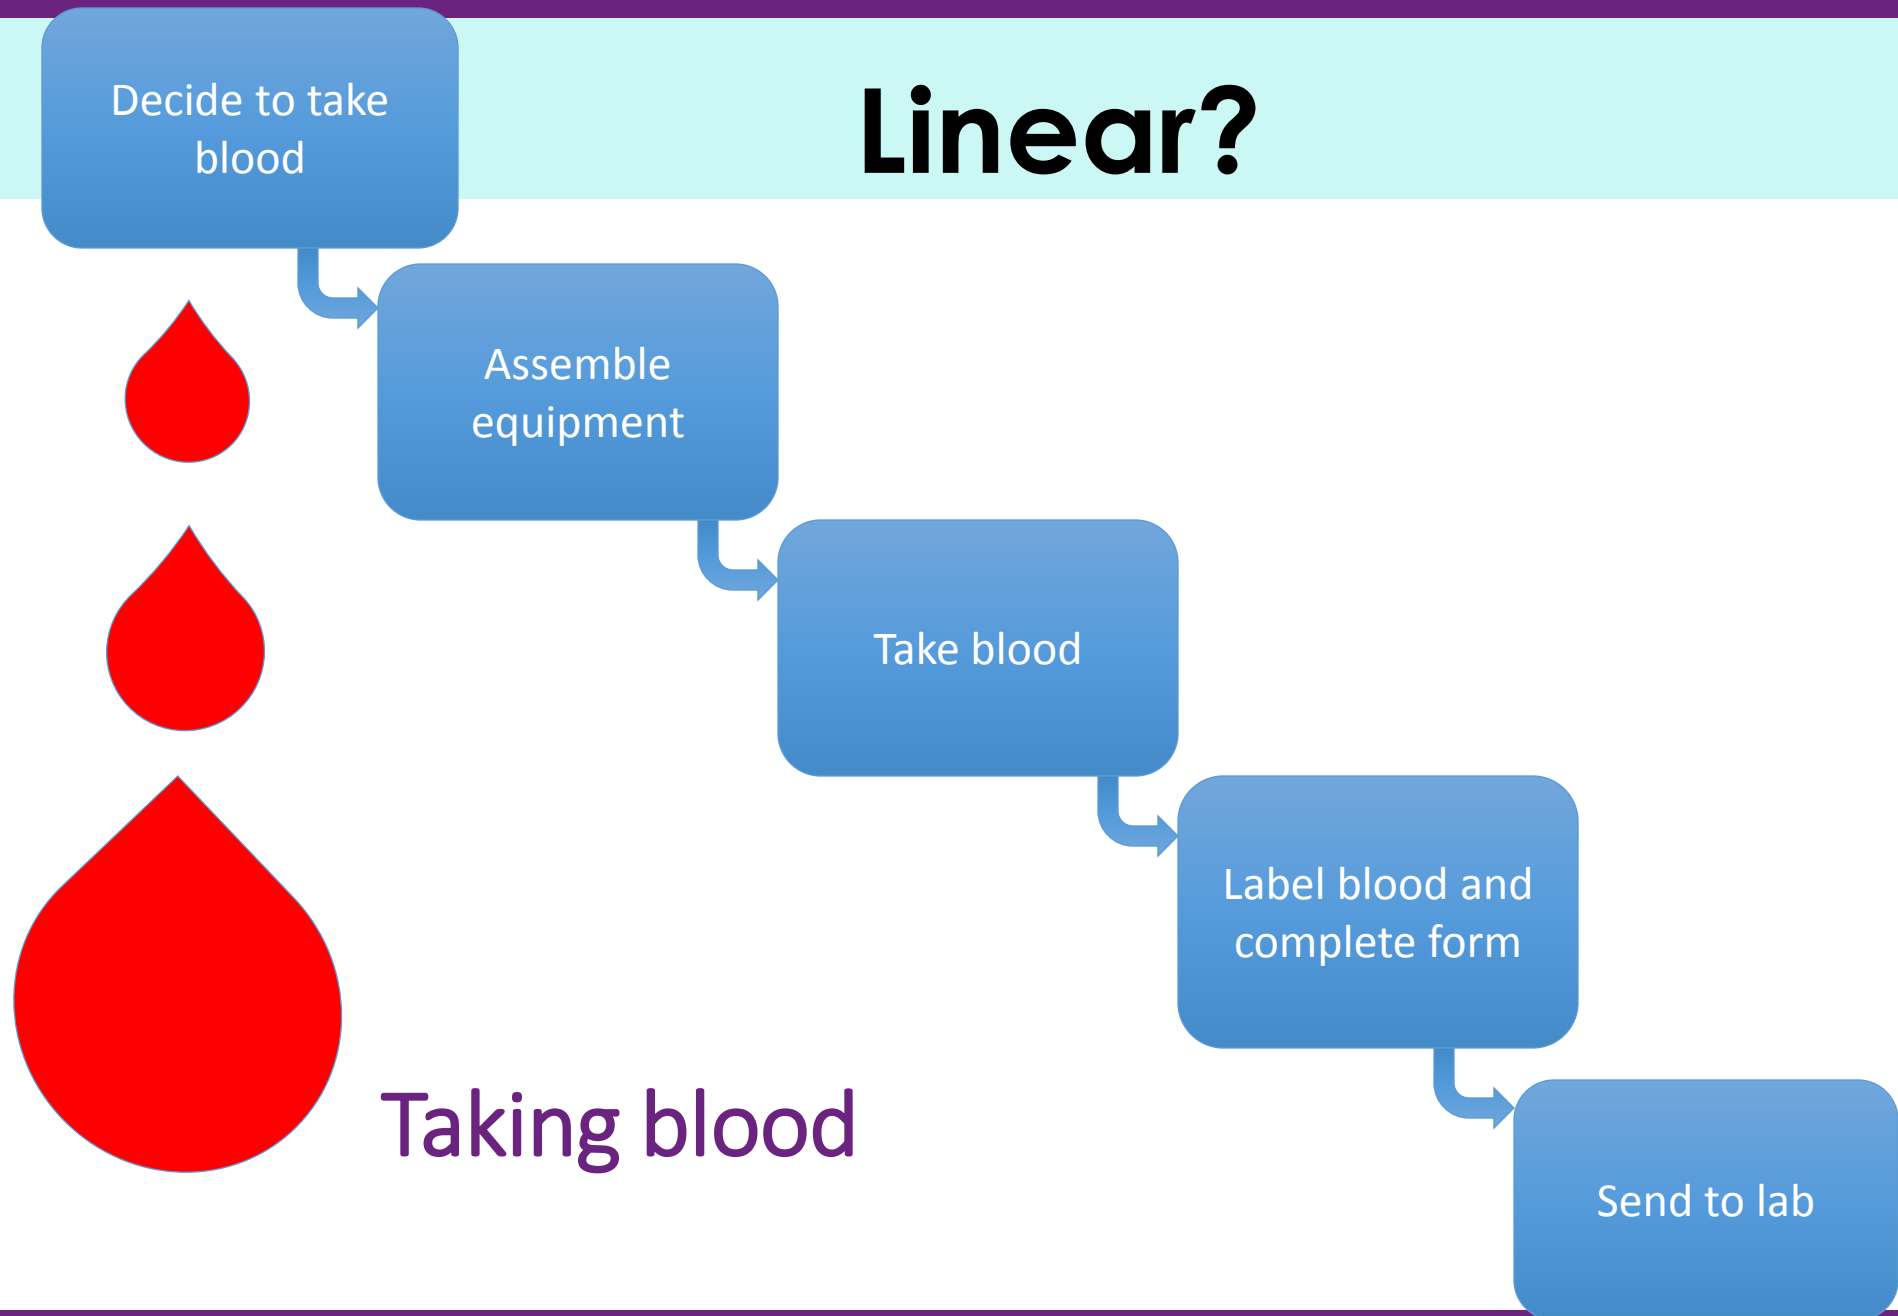 Linear?
Decide to take
blood
Assemble
equipment
Take blood
Label blood and
complete form
Send to lab
Taking blood